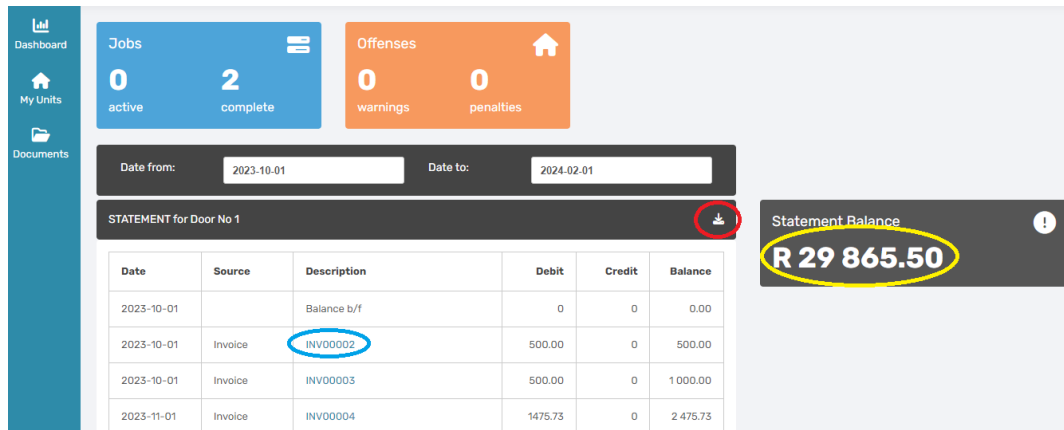 Dashboard
My Units
Documents
Jobs
0 2
active complete
Offenses
0 0
warnings penalties
Date from: 2023-10-01 Date to: 2024-02-01
STATEMENT for Door No 1
Statement Balance
R 29 865.50
Date Source Description Debit Credit Balance
2023-10-01 Balance b/f 0 0 0.00
2023-10-01 Invoice INV00002 500.00 0 500.00
2023-10-01 Invoice INV00003 500.00 0 1 000.00
2023-11-01 Invoice INV00004 1475.73 0 2 475.73